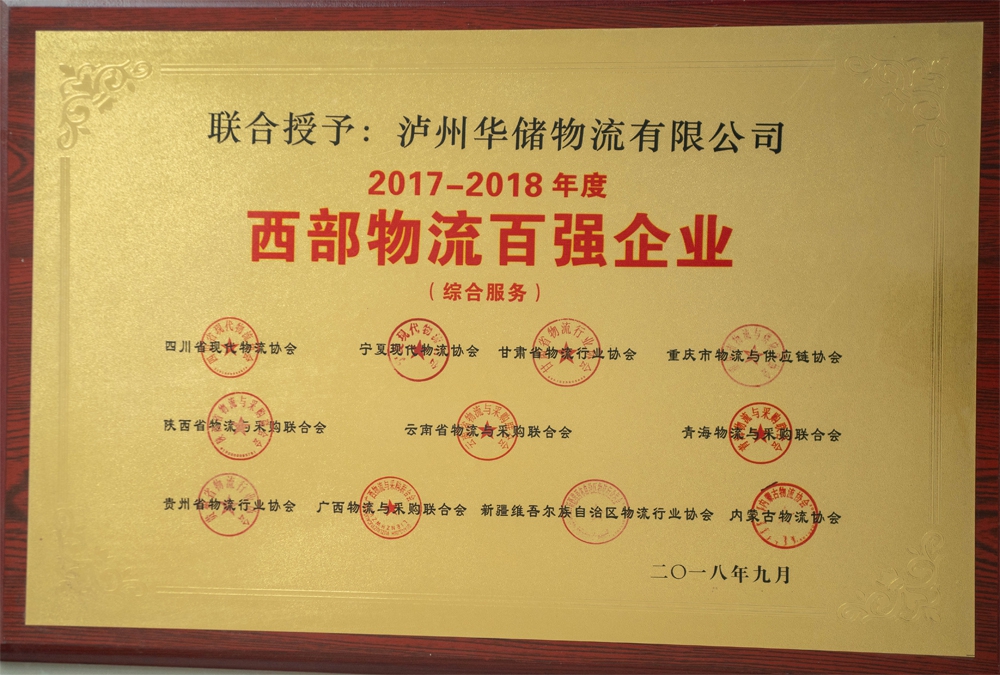 联合授予：泸州华储物流有限公司
2017-2018年度
西部物流百强企业
（综合服务）
四川省现代物流协会 宁夏现代物流协会 甘肃省物流行业协会 重庆市物流与供应链协会
陕西省物流与采购联合会 云南省物流与采购联合会 青海物流与采购联合会
贵州省物流行业协会 广西物流与采购联合会 新疆维吾尔族自治区物流行业协会 内蒙古物流协会
二〇一八年九月